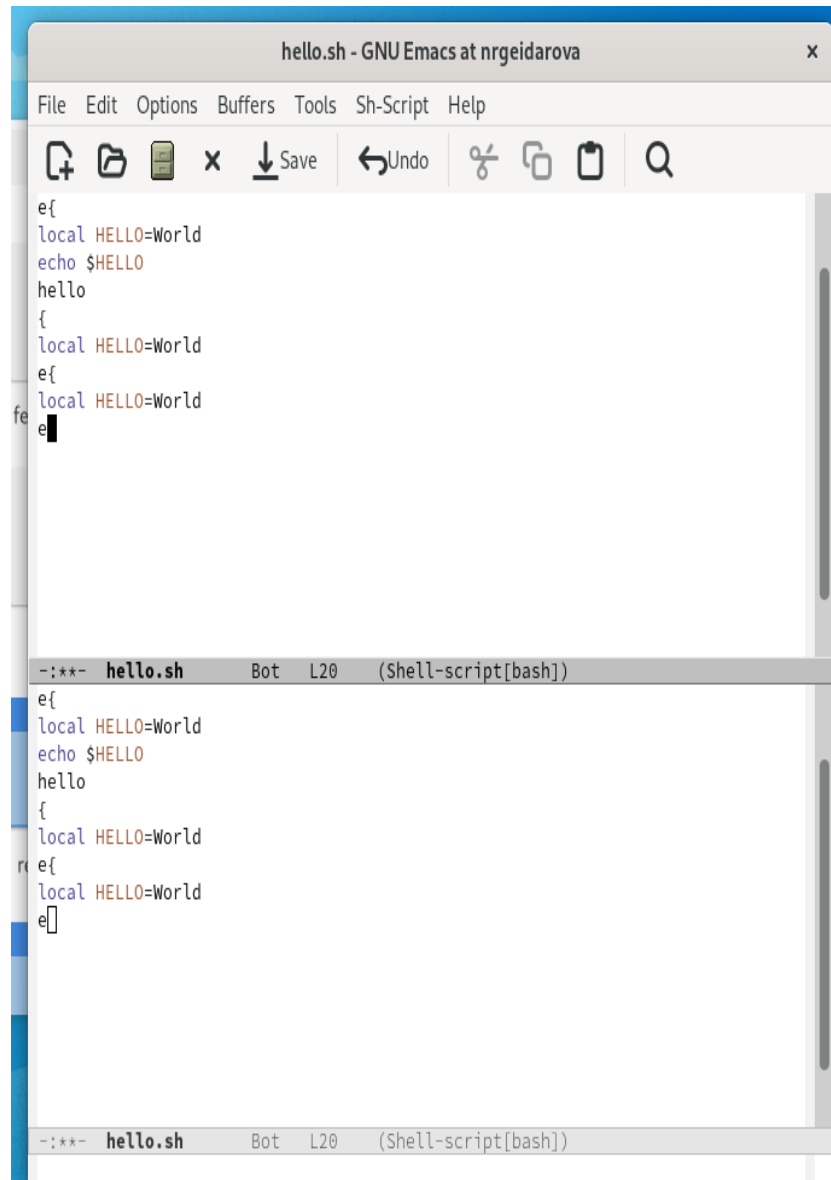 hello.sh - GNU Emacs at nrgeidarova x
File Edit Options Buffers Tools Sh-Script Help
Save Undo
e{
local HELLO=World
echo $HELLO
hello
{
local HELLO=World
e{
local HELLO=World
e
-:**- hello.sh Bot L20 (Shell-script[bash])
e{
local HELLO=World
echo $HELLO
hello
{
local HELLO=World
e{
local HELLO=World
e
-:**- hello.sh Bot L20 (Shell-script[bash])
fe